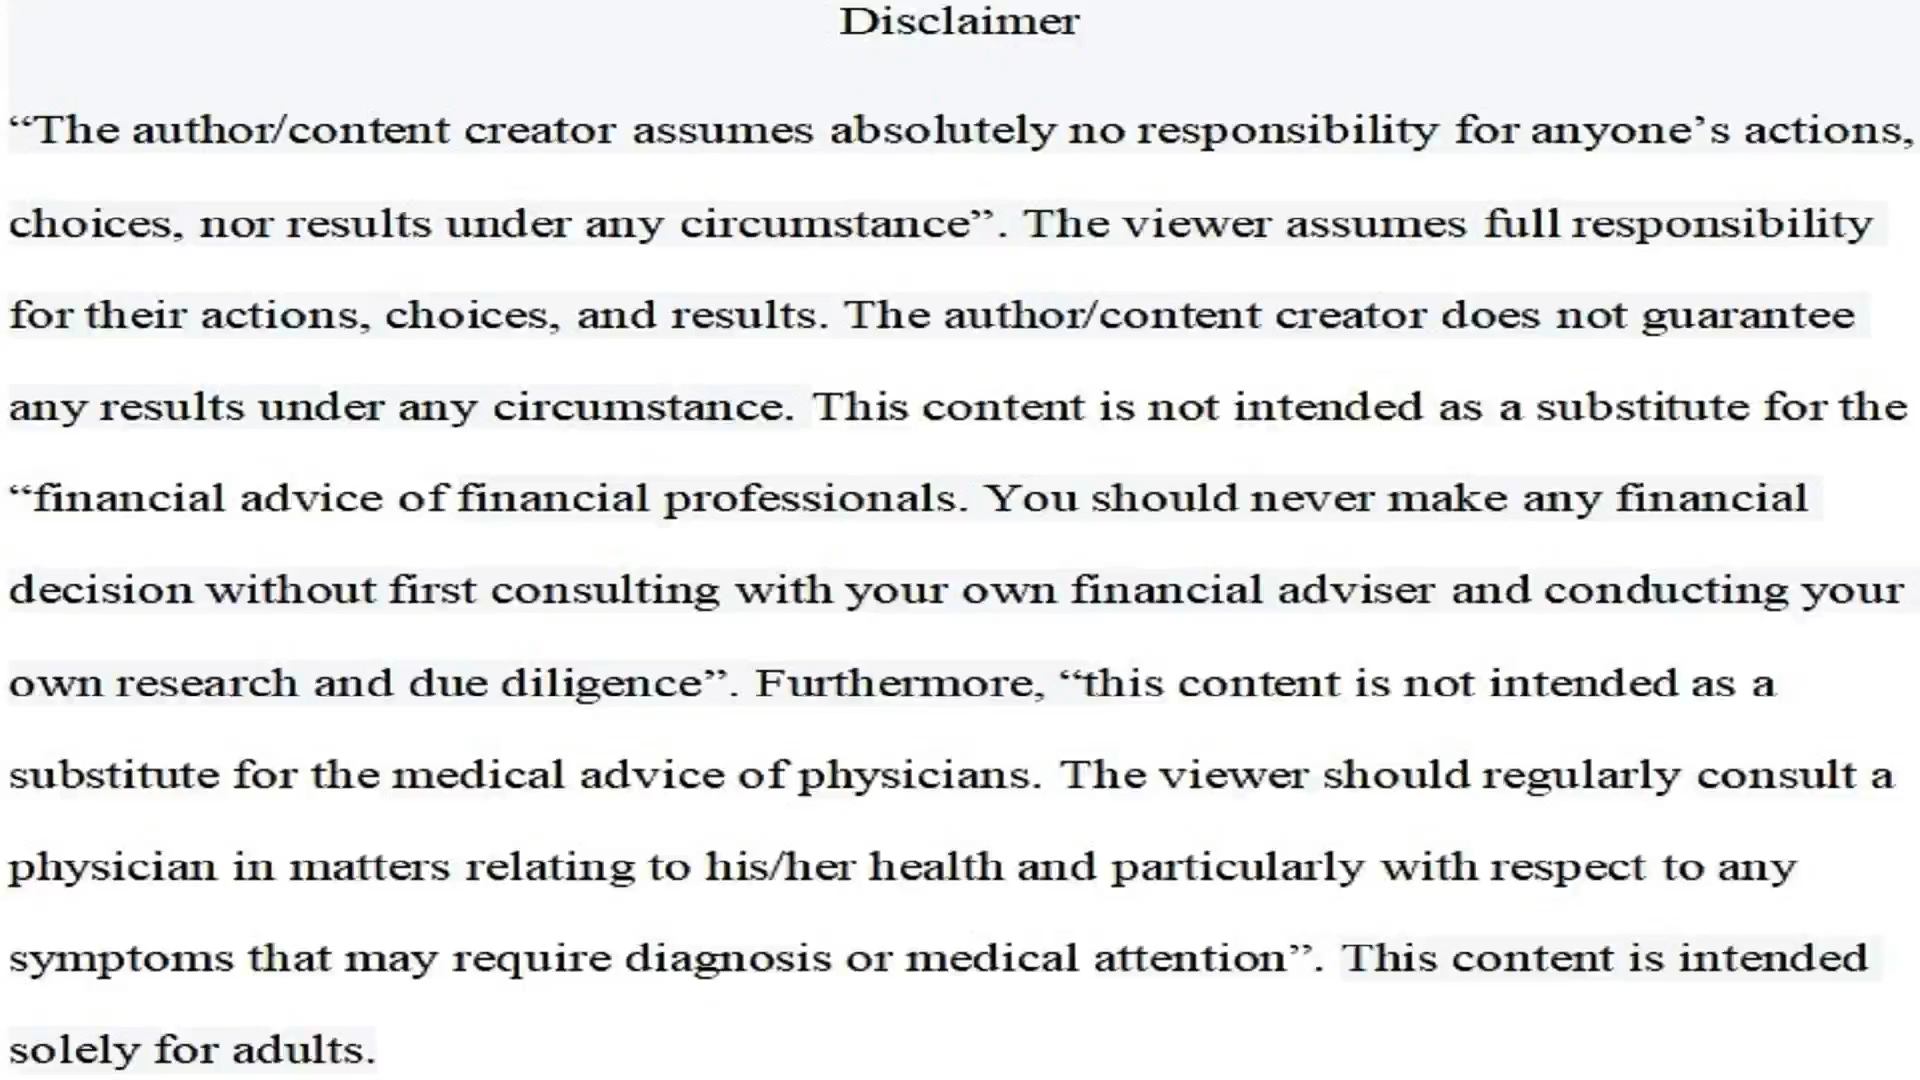 Disclaimer
“The author/content creator assumes absolutely no responsibility for anyone’s actions,
choices, nor results under any circumstance”. The viewer assumes full responsibility
for their actions, choices, and results. The author/content creator does not guarantee
any results under any circumstance. This content is not intended as a substitute for the
“financial advice of financial professionals. You should never make any financial
decision without first consulting with your own financial adviser and conducting your
own research and due diligence”. Furthermore, “this content is not intended as a
substitute for the medical advice of physicians. The viewer should regularly consult a
physician in matters relating to his/her health and particularly with respect to any
symptoms that may require diagnosis or medical attention”. This content is intended
solely for adults.